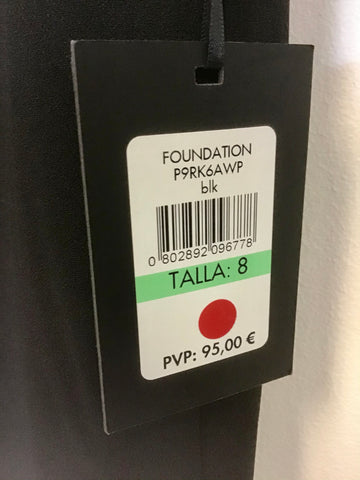 FOUNDATION
P9RK6AWP
blk
0 802892 096778
TALLA: 8
PVP: 95,00 €